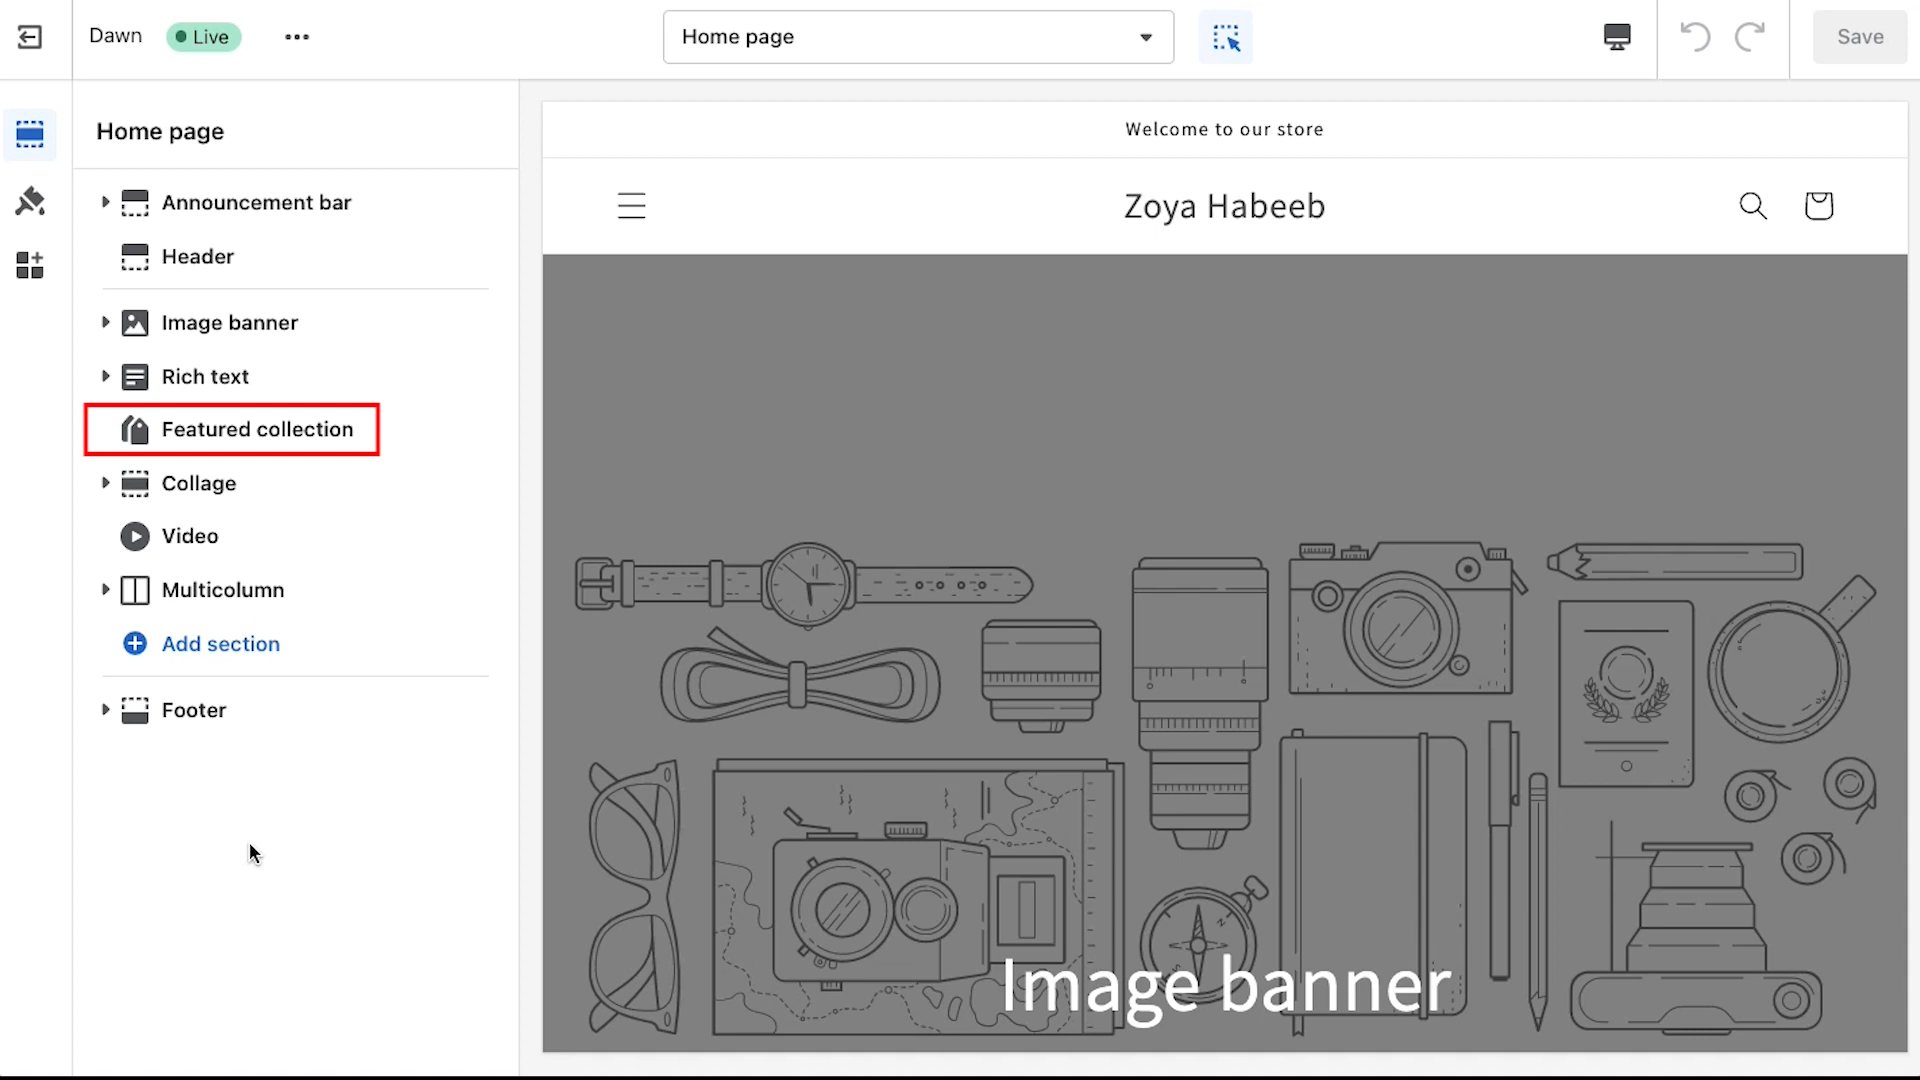 Dawn
Live
Home page
Save
Home page
Announcement bar
Header
Image banner
Rich text
Featured collection
Collage
Video
Multicolumn
Add section
Footer
Welcome to our store
Zoya Habeeb
Image banner